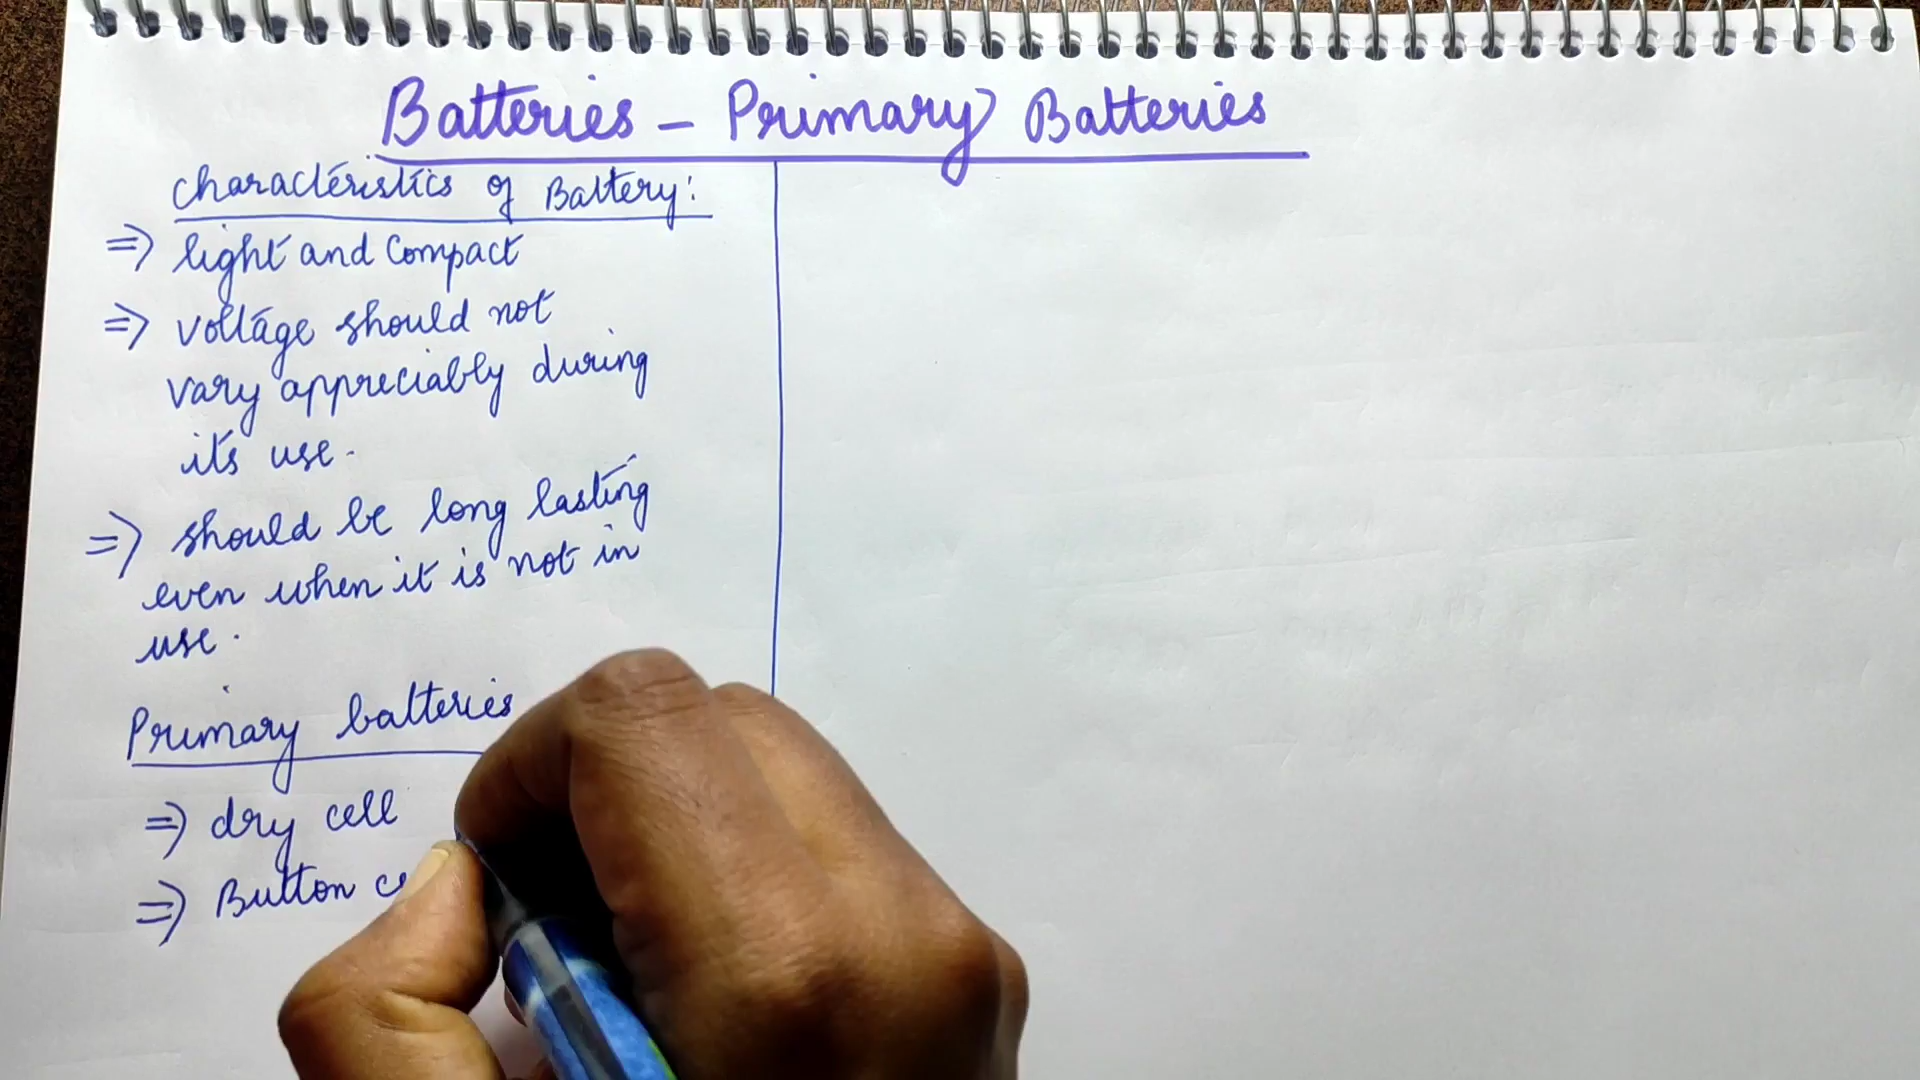 Batteries - Primary Batteries
Characteristics of Battery:
⇒ light and Compact
⇒ voltage should not
vary appreciably during
its use.
⇒ should be long lasting
even when it is not in
use.
Primary batteries
⇒ dry cell
⇒ Button